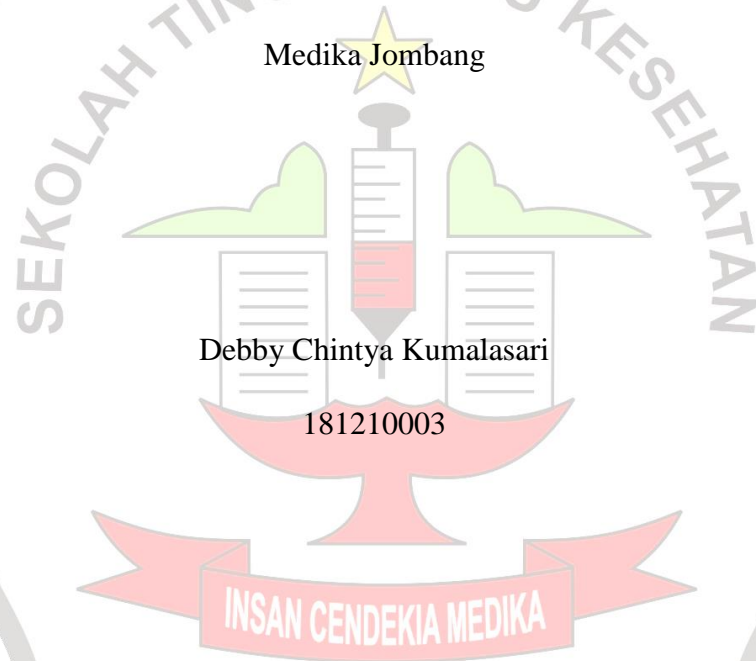 Medika Jombang
SEKOLAH
KESEHATAN
Debby Chintya Kumalasari
181210003
INSAN CENDEKIA MEDIKA